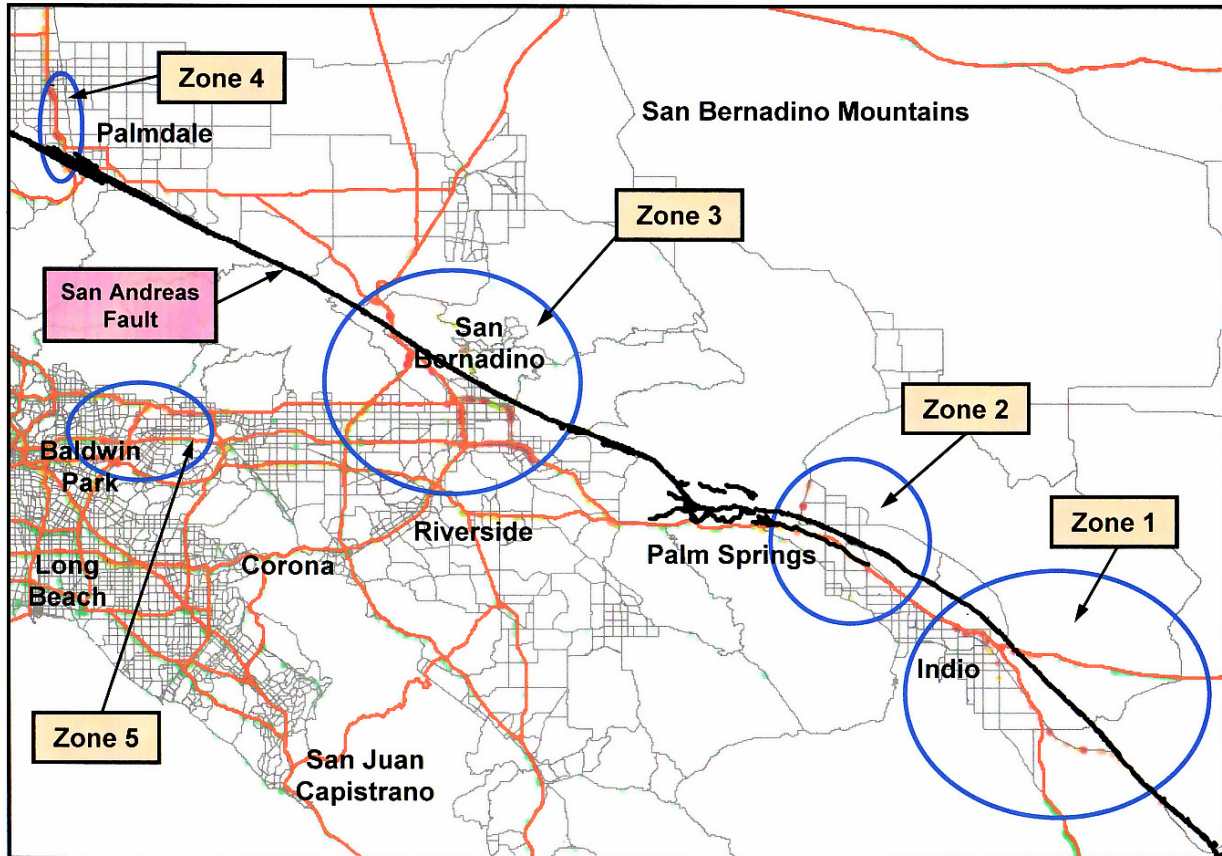 Zone 4
Palmdale
San Bernadino Mountains
Zone 3
San Andreas
Fault
San
Bernadino
Zone 2
Baldwin
Park
Zone 1
Riverside
Palm Springs
Corona
Long
Beach
Indio
Zone 5
San Juan
Capistrano